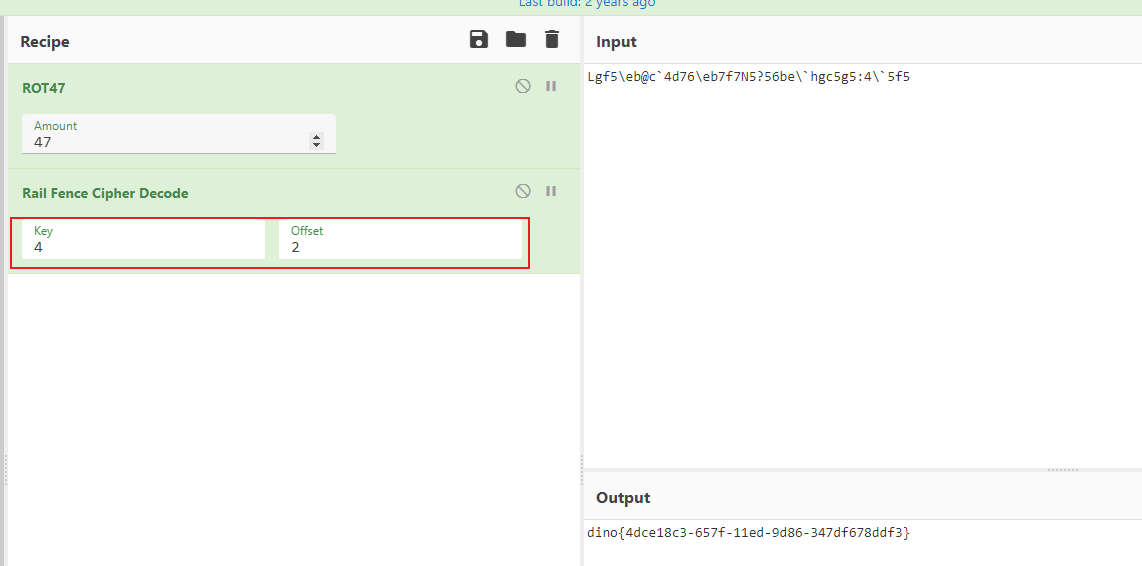 Last build: 2 years ago
Recipe
Input
ROT47
Amount
47
Rail Fence Cipher Decode
Key
4
Offset
2
Lgf5\eb@c`4d76\eb7f7N5?56be\`hgc5g5:4\`5f5
Output
dino{4dce18c3-657f-11ed-9d86-347df678ddf3}